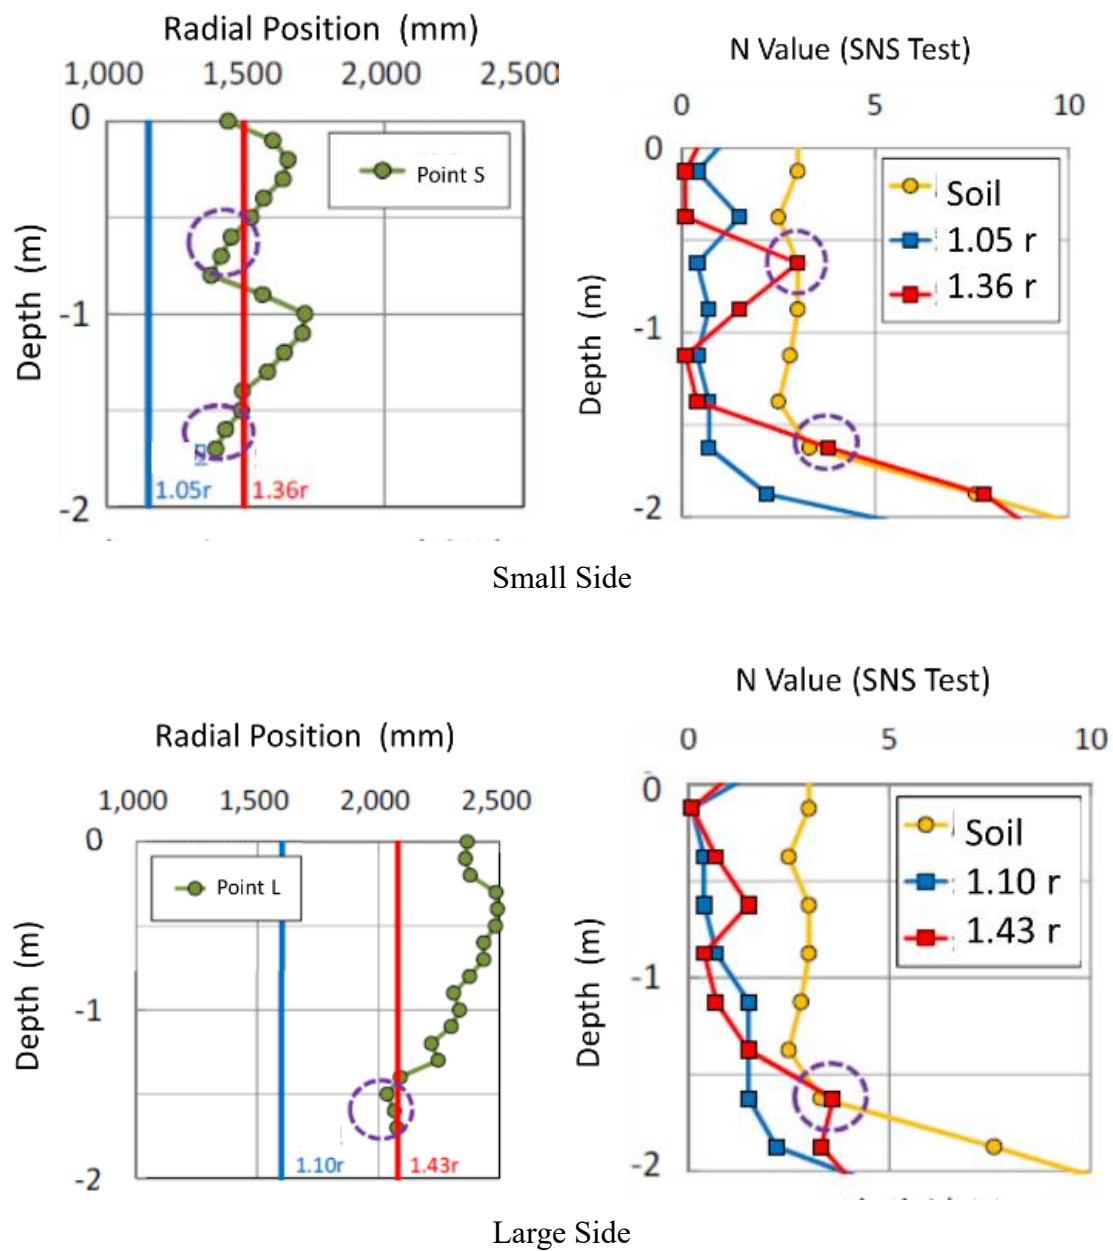 Radial Position (mm)
1,000 1,500 2,000 2,500
Depth (m)
0
-1
-2
Point S
1.05r
1.36r
N Value (SNS Test)
0 5 10
Depth (m)
0
-1
-2
Soil
1.05 r
1.36 r
Small Side
Radial Position (mm)
1,000 1,500 2,000 2,500
Depth (m)
0
-1
-2
Point L
1.10r
1.43r
N Value (SNS Test)
0 5 10
Depth (m)
0
-1
-2
Soil
1.10 r
1.43 r
Large Side